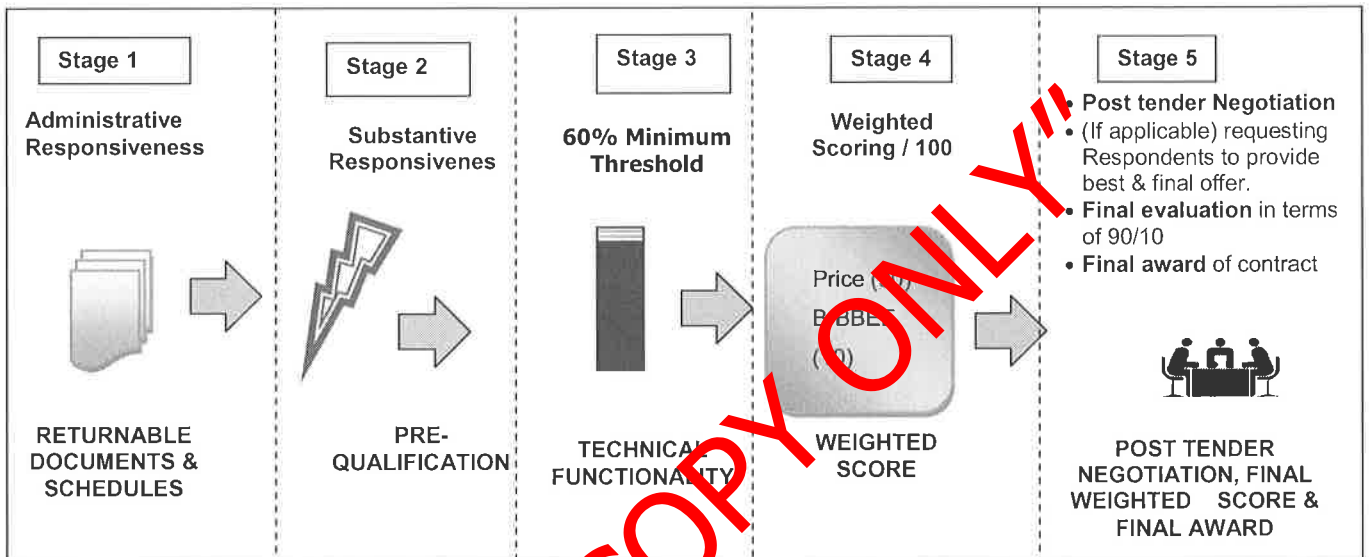 Stage 1
Administrative
Responsiveness
RETURNABLE
DOCUMENTS &
SCHEDULES
Stage 2
Substantive
Responsivenes
PRE-
QUALIFICATION
Stage 3
60% Minimum
Threshold
TECHNICAL
FUNCTIONALITY
Stage 4
Weighted
Scoring / 100
Price
WEIGHTED
SCORE
Stage 5
• Post tender Negotiation
• (If applicable) requesting
Respondents to provide
best & final offer.
• Final evaluation in terms
of 90/10
• Final award of contract
POST TENDER
NEGOTIATION, FINAL
WEIGHTED SCORE &
FINAL AWARD
COPY ONLY"